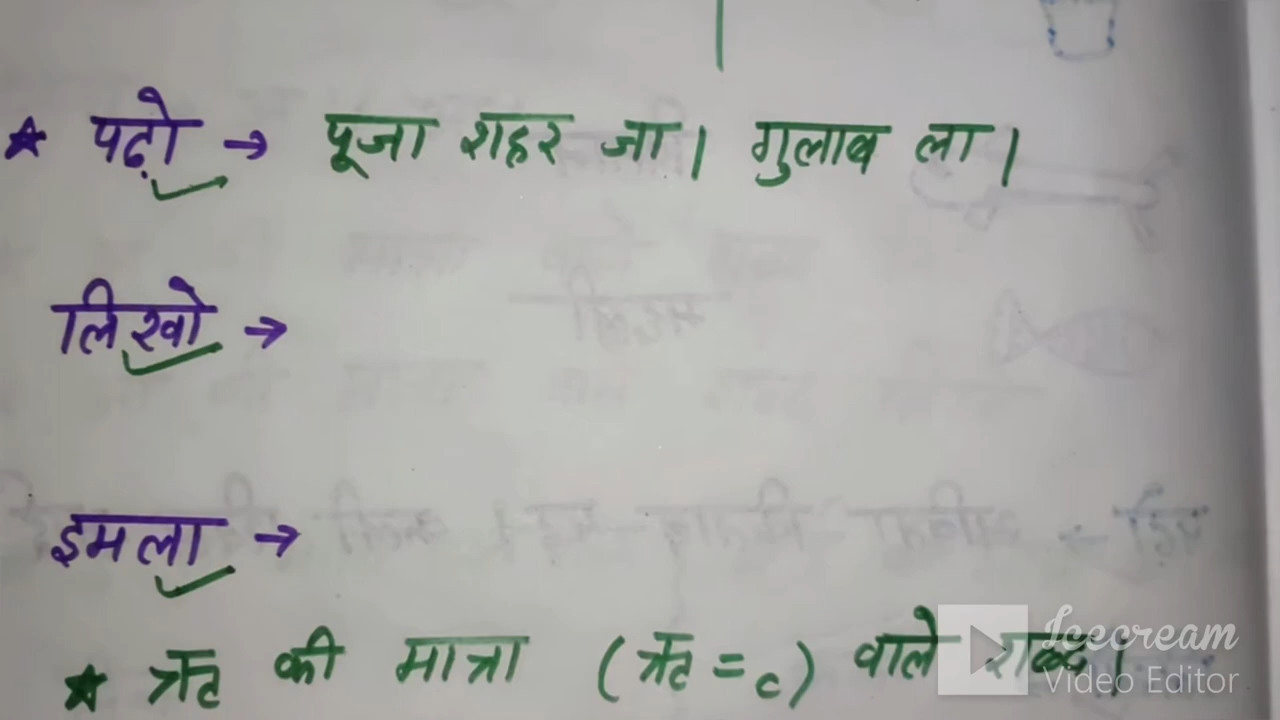 ★ पढ़ो → पूजा शहर जा। गुलाब ला।
लिखो →
इमला →
★ ऋ की मात्रा (ऋ = ृ) वाले शब्द।
Icecream
Video Editor